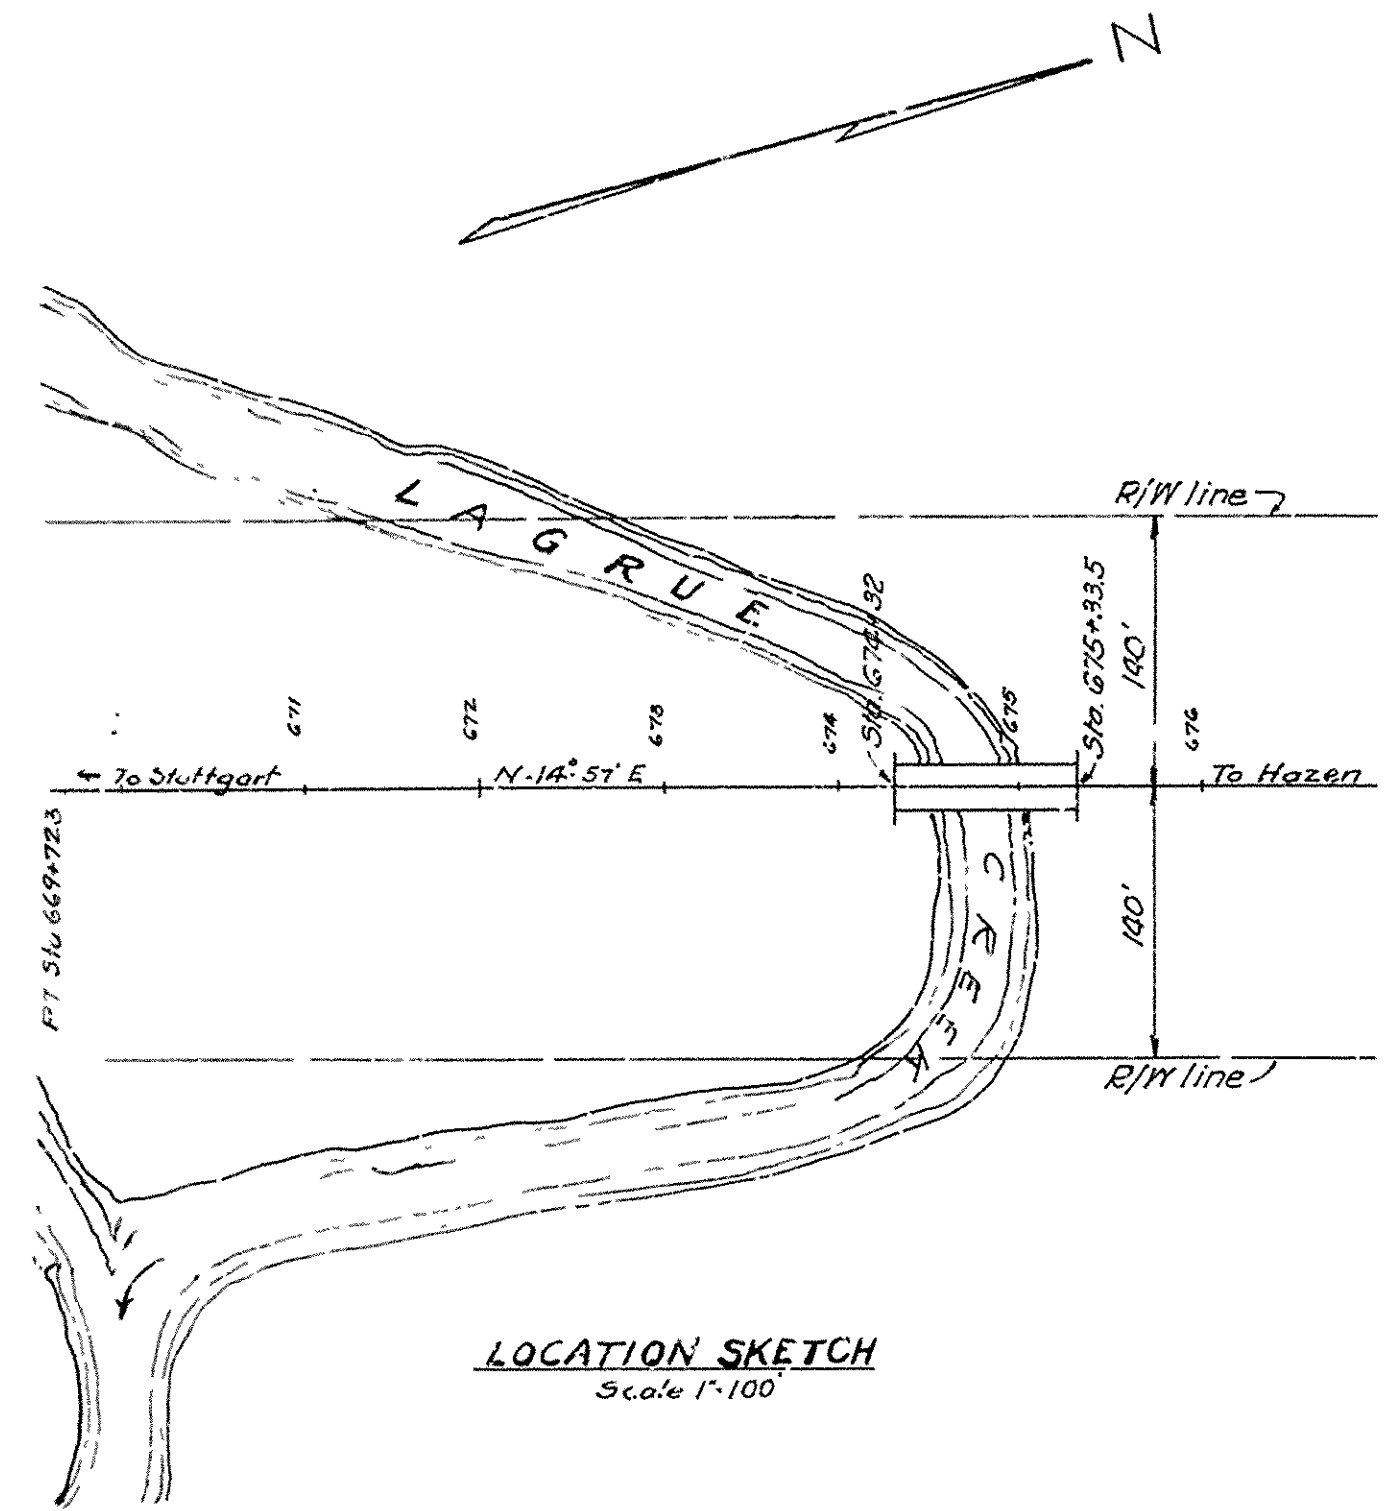 N
R/W line
LAGRUE
Sta. 674+32
Sta. 675+33.5
140'
671
672
673
674
675
676
← To Stuttgart
N-14°-57' E
To Hazen
PT Sta 669+72.3
CREEK
140'
R/W line
LOCATION SKETCH
Scale 1"-100'